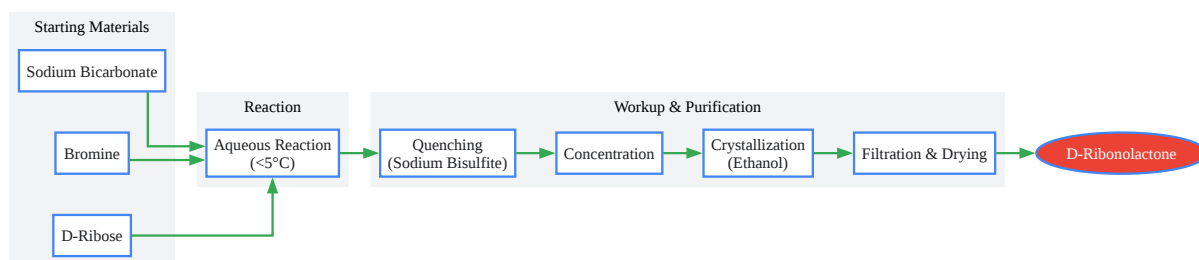 Starting Materials
Sodium Bicarbonate
Bromine
D-Ribose
Reaction
Aqueous Reaction
(<5°C)
Workup & Purification
Quenching
(Sodium Bisulfite)
Concentration
Crystallization
(Ethanol)
Filtration & Drying
D-Ribonolactone